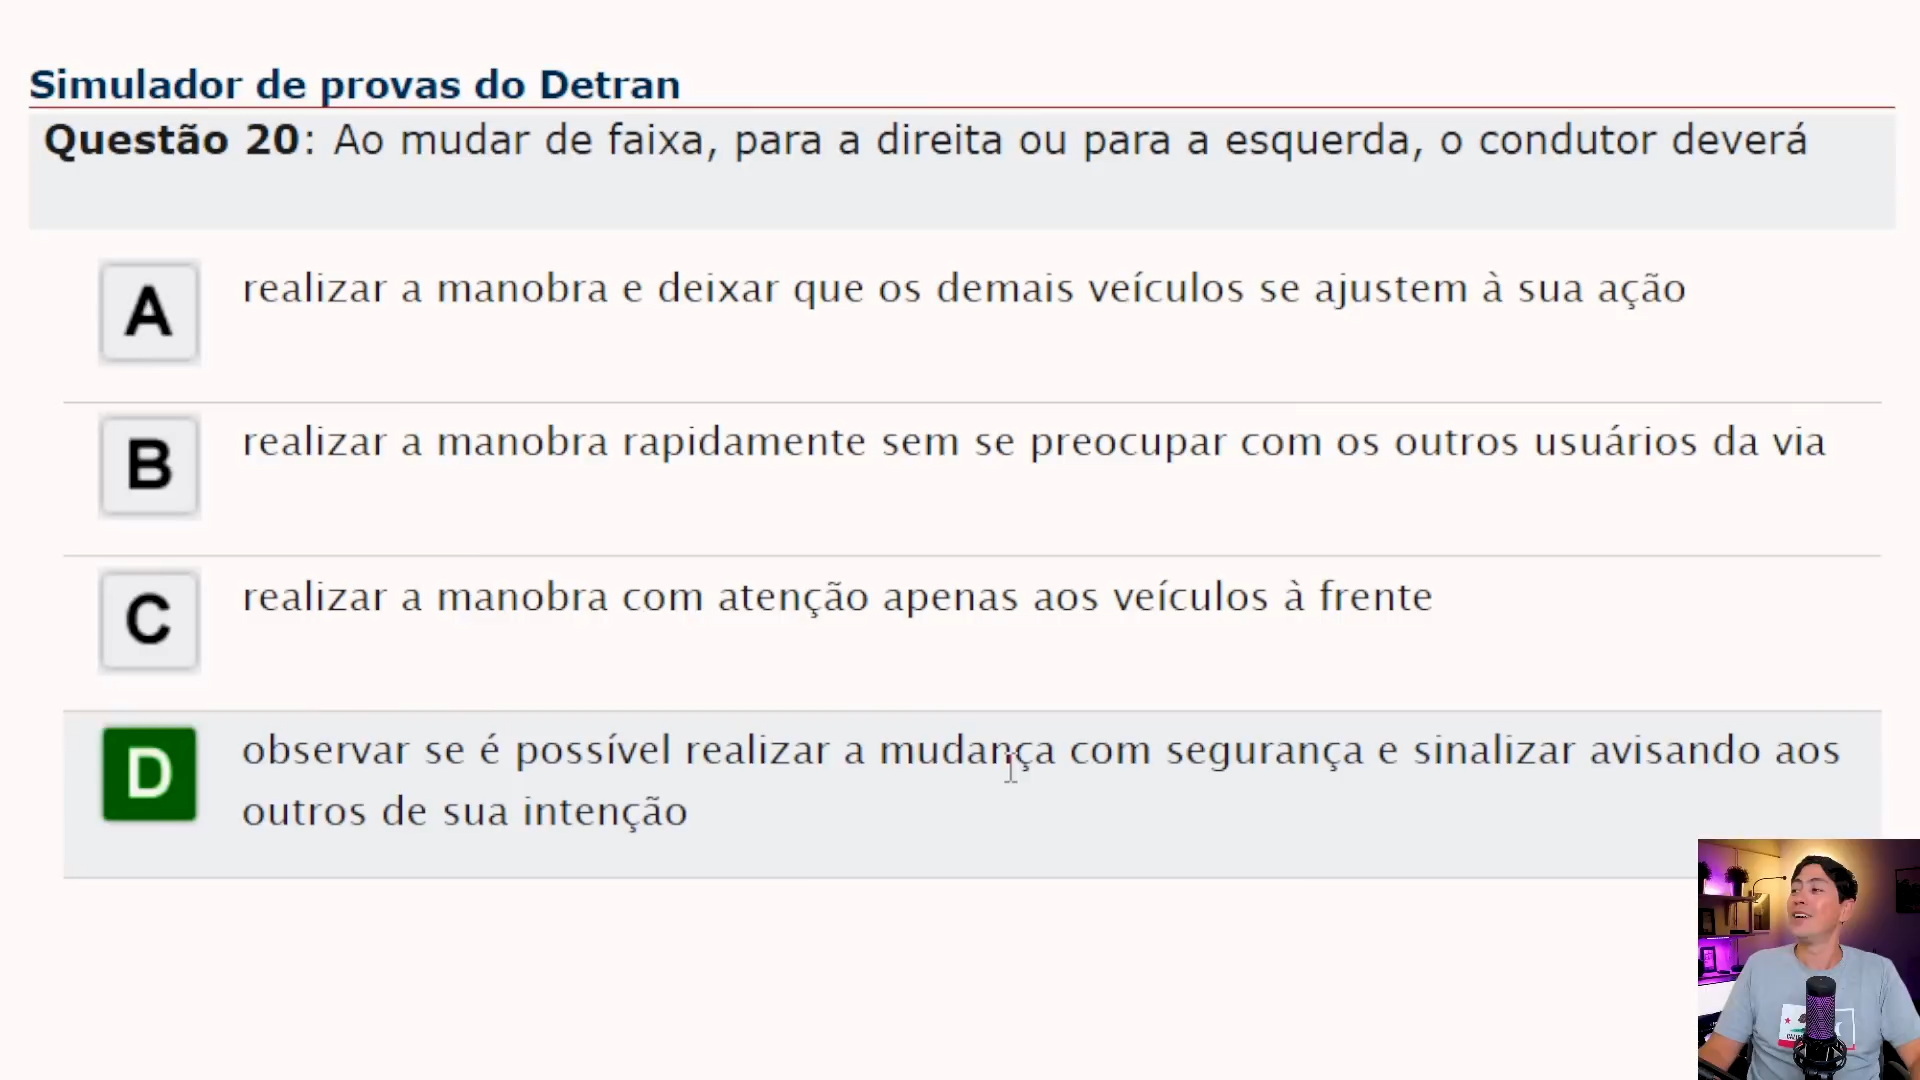 Simulador de provas do Detran
Questão 20: Ao mudar de faixa, para a direita ou para a esquerda, o condutor deverá
A realizar a manobra e deixar que os demais veículos se ajustem à sua ação
B realizar a manobra rapidamente sem se preocupar com os outros usuários da via
C realizar a manobra com atenção apenas aos veículos à frente
D observar se é possível realizar a mudança com segurança e sinalizar avisando aos
outros de sua intenção